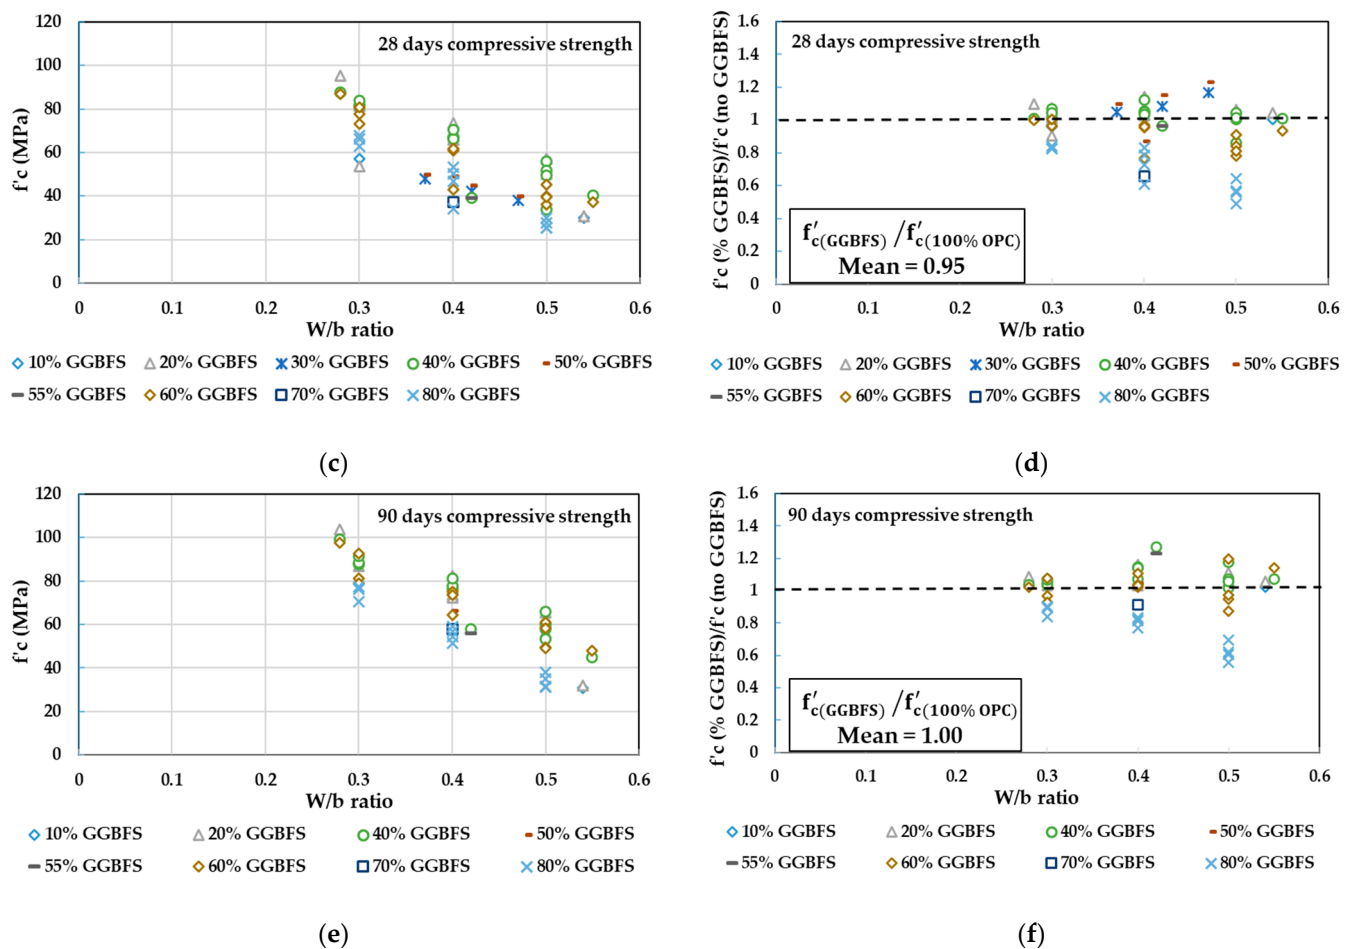 28 days compressive strength
f'c (MPa)
120
100
80
60
40
20
0
0
0.1
0.2
0.3
0.4
0.5
0.6
W/b ratio
10% GGBFS
20% GGBFS
30% GGBFS
40% GGBFS
50% GGBFS
55% GGBFS
60% GGBFS
70% GGBFS
80% GGBFS
(c)
28 days compressive strength
f'c (% GGBFS)/f'c (no GGBFS)
1.6
1.4
1.2
1
0.8
0.6
0.4
0.2
0
f′c(GGBFS) /f′c(100% OPC)
Mean = 0.95
0
0.1
0.2
0.3
0.4
0.5
0.6
W/b ratio
10% GGBFS
20% GGBFS
30% GGBFS
40% GGBFS
50% GGBFS
55% GGBFS
60% GGBFS
70% GGBFS
80% GGBFS
(d)
90 days compressive strength
f'c (MPa)
120
100
80
60
40
20
0
0
0.1
0.2
0.3
0.4
0.5
0.6
W/b ratio
10% GGBFS
20% GGBFS
40% GGBFS
50% GGBFS
55% GGBFS
60% GGBFS
70% GGBFS
80% GGBFS
(e)
90 days compressive strength
f'c (% GGBFS)/f'c (no GGBFS)
1.6
1.4
1.2
1
0.8
0.6
0.4
0.2
0
f′c(GGBFS) /f′c(100% OPC)
Mean = 1.00
0
0.1
0.2
0.3
0.4
0.5
0.6
W/b ratio
10% GGBFS
20% GGBFS
40% GGBFS
50% GGBFS
55% GGBFS
60% GGBFS
70% GGBFS
80% GGBFS
(f)